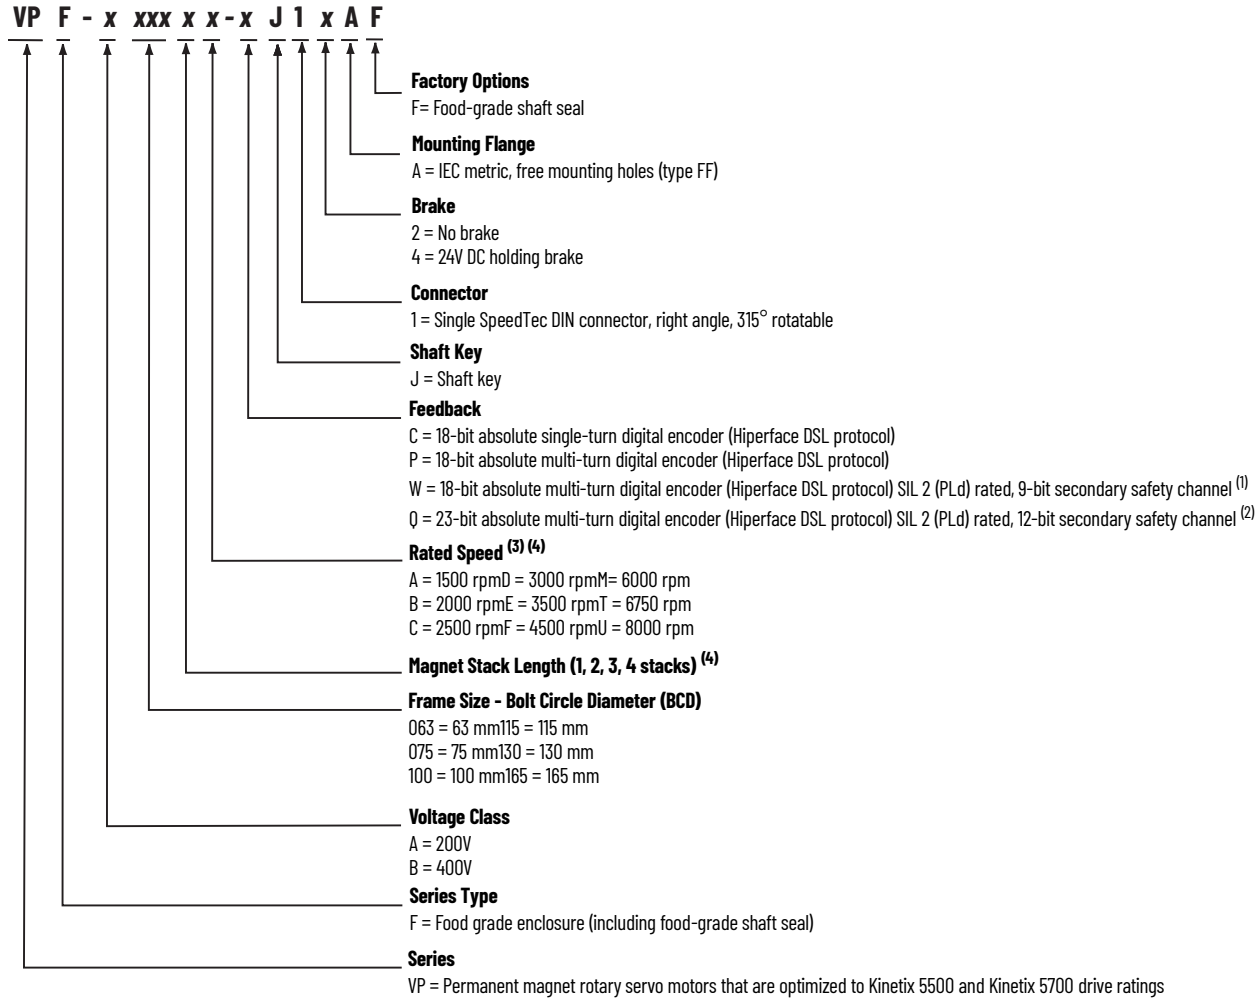 VP F - x xxx x x - x J 1 x A F
Factory Options
F= Food-grade shaft seal
Mounting Flange
A = IEC metric, free mounting holes (type FF)
Brake
2 = No brake
4 = 24V DC holding brake
Connector
1 = Single SpeedTec DIN connector, right angle, 315° rotatable
Shaft Key
J = Shaft key
Feedback
C = 18-bit absolute single-turn digital encoder (Hiperface DSL protocol)
P = 18-bit absolute multi-turn digital encoder (Hiperface DSL protocol)
W = 18-bit absolute multi-turn digital encoder (Hiperface DSL protocol) SIL 2 (PLd) rated, 9-bit secondary safety channel (1)
Q = 23-bit absolute multi-turn digital encoder (Hiperface DSL protocol) SIL 2 (PLd) rated, 12-bit secondary safety channel (2)
Rated Speed (3) (4)
A = 1500 rpmD = 3000 rpmM= 6000 rpm
B = 2000 rpmE = 3500 rpmT = 6750 rpm
C = 2500 rpmF = 4500 rpmU = 8000 rpm
Magnet Stack Length (1, 2, 3, 4 stacks) (4)
Frame Size - Bolt Circle Diameter (BCD)
063 = 63 mm115 = 115 mm
075 = 75 mm130 = 130 mm
100 = 100 mm165 = 165 mm
Voltage Class
A = 200V
B = 400V
Series Type
F = Food grade enclosure (including food-grade shaft seal)
Series
VP = Permanent magnet rotary servo motors that are optimized to Kinetix 5500 and Kinetix 5700 drive ratings